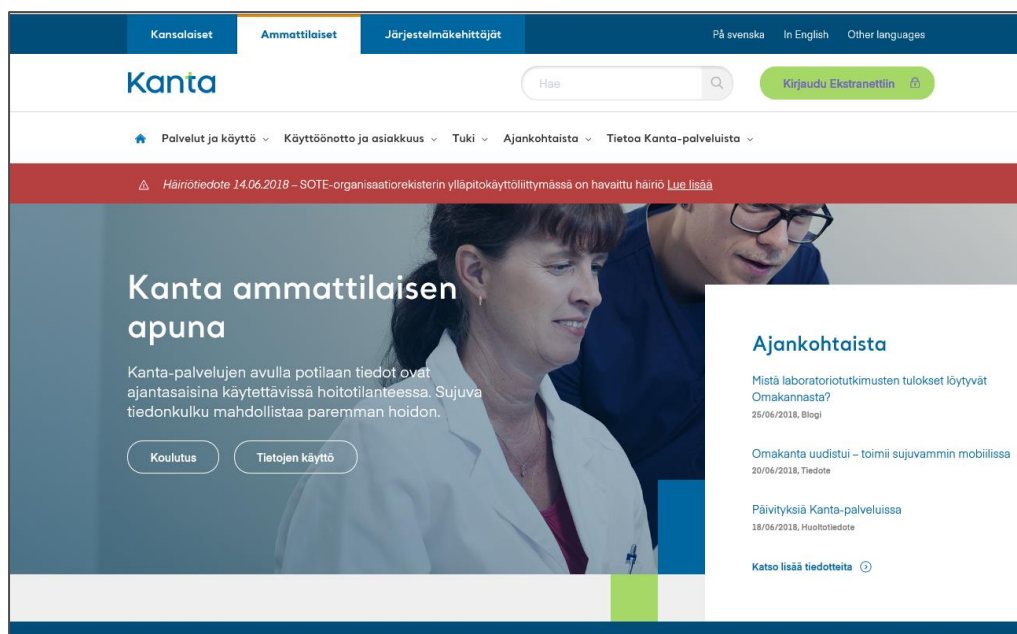 Kansalaiset
Ammattilaiset
Järjestelmäkehittäjät
På svenska
In English
Other languages
Kanta
Hae
Kirjaudu Ekstranettiin
Palvelut ja käyttö
Käyttöönotto ja asiakkuus
Tuki
Ajankohtaista
Tietoa Kanta-palveluista
Häiriötiedote 14.06.2018 – SOTE-organisaatiorekisterin ylläpitokäyttöliittymässä on havaittu häiriö Lue lisää
Kanta ammattilaisen
apuna
Kanta-palvelujen avulla potilaan tiedot ovat
ajantasaisina käytettävissä hoitotilanteessa. Sujuva
tiedonkulku mahdollistaa paremman hoidon.
Koulutus
Tietojen käyttö
Ajankohtaista
Mistä laboratoriotutkimusten tulokset löytyvät
Omakannasta?
25/06/2018, Blogi
Omakanta uudistui – toimii sujuvammin mobiilissa
20/06/2018, Tiedote
Päivityksiä Kanta-palveluissa
18/06/2018, Huoltotiedote
Katso lisää tiedotteita